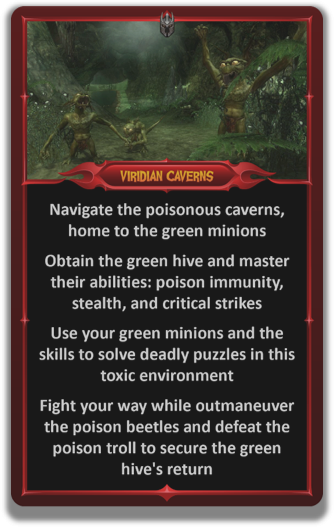 VIRIDIAN CAVERNS
Navigate the poisonous caverns,
home to the green minions
Obtain the green hive and master
their abilities: poison immunity,
stealth, and critical strikes
Use your green minions and the
skills to solve deadly puzzles in this
toxic environment
Fight your way while outmaneuver
the poison beetles and defeat the
poison troll to secure the green
hive's return